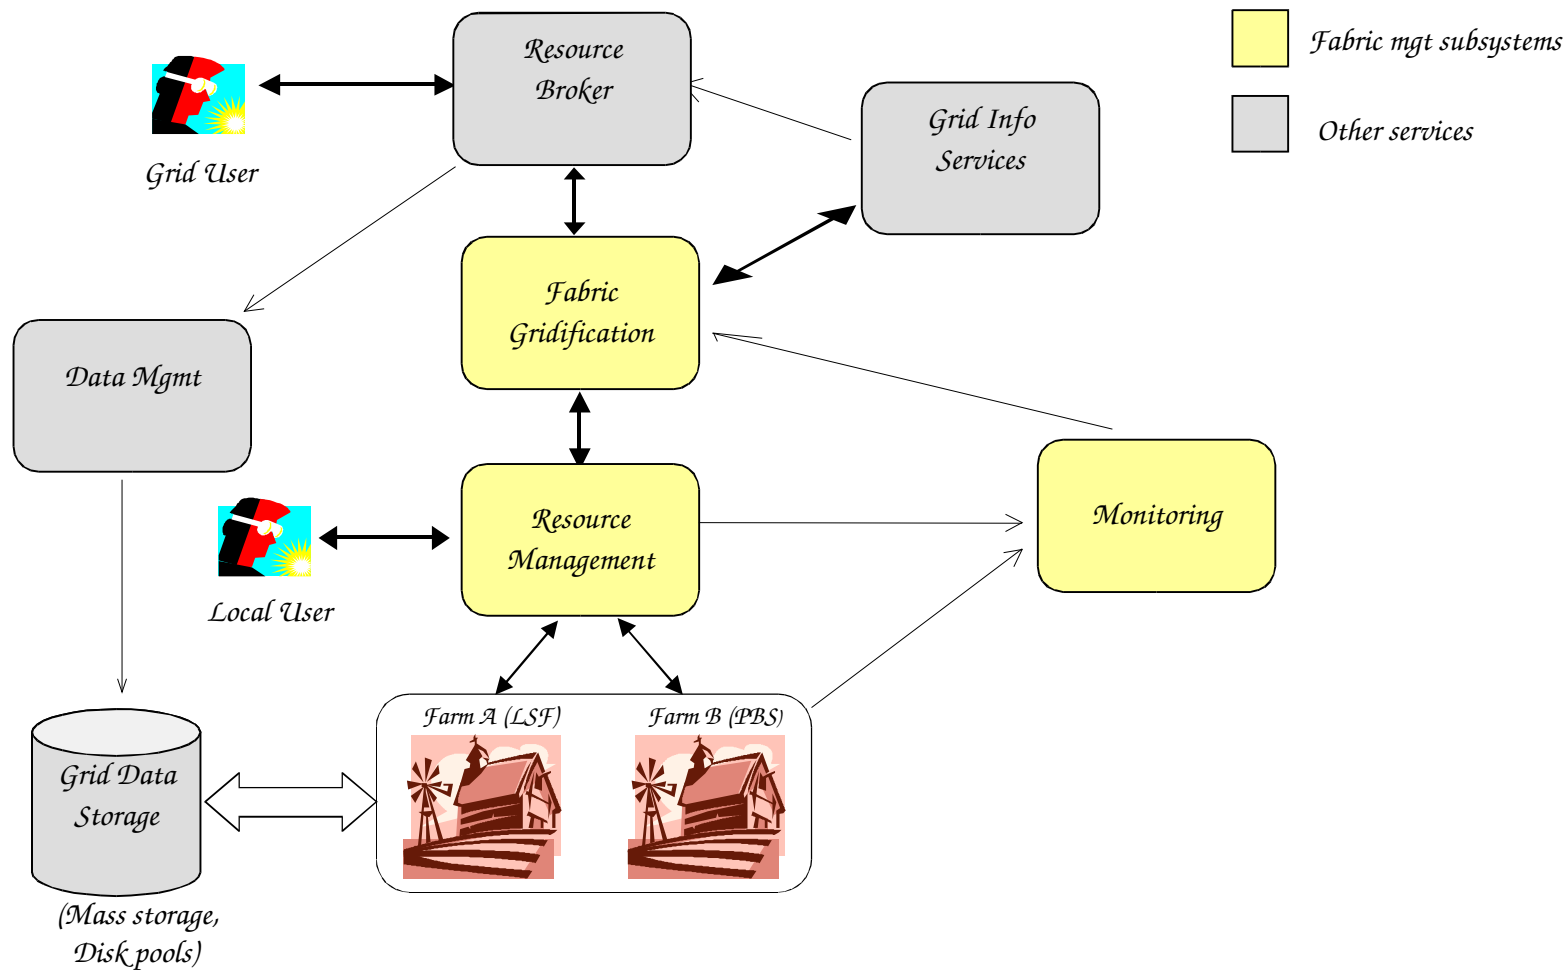 Resource
Broker
Fabric mgt subsystems
Grid Info
Services
Other services
Grid User
Fabric
Gridification
Data Mgmt
Resource
Management
Monitoring
Local User
Farm A (LSF)
Farm B (PBS)
Grid Data
Storage
(Mass storage,
Disk pools)